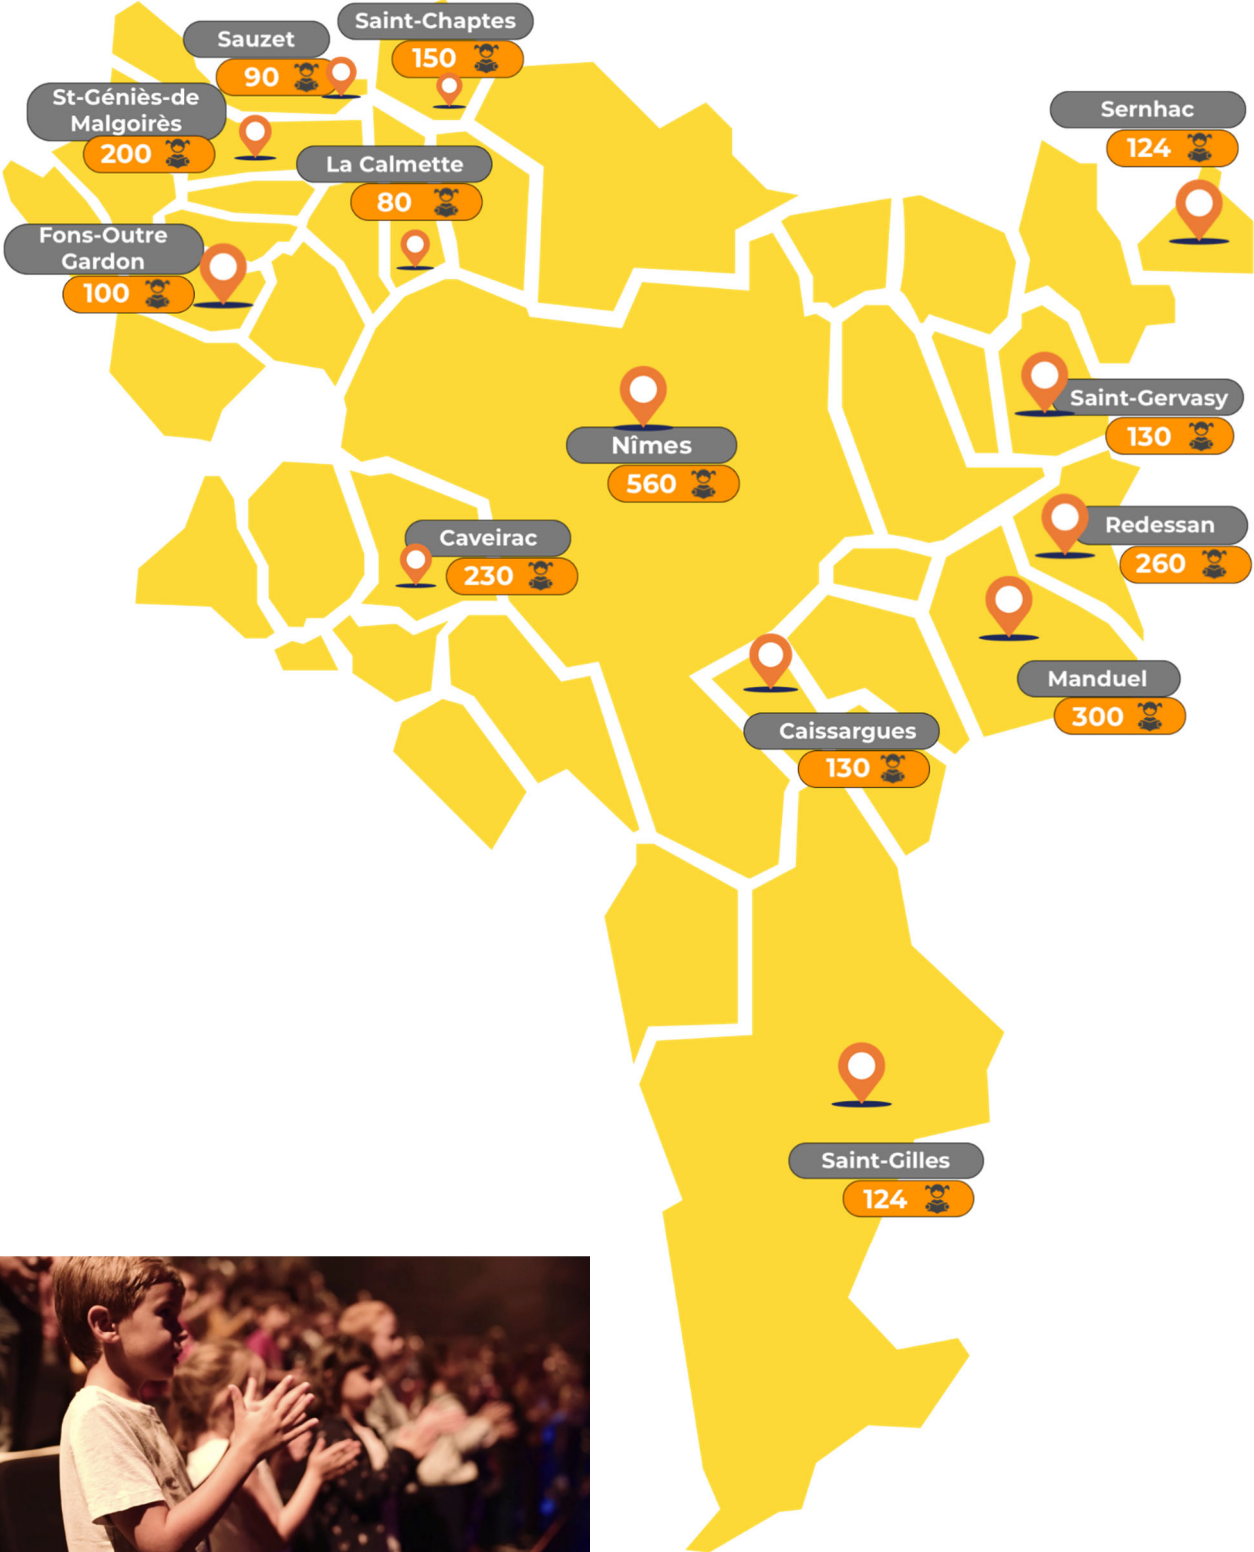 Saint-Chaptes
150
Sauzet
90
St-Géniès-de
Malgoirès
200
Sernhac
124
La Calmette
80
Fons-Outre
Gardon
100
Saint-Gervasy
130
Nîmes
560
Redessan
260
Caveirac
230
Manduel
300
Caissargues
130
Saint-Gilles
124